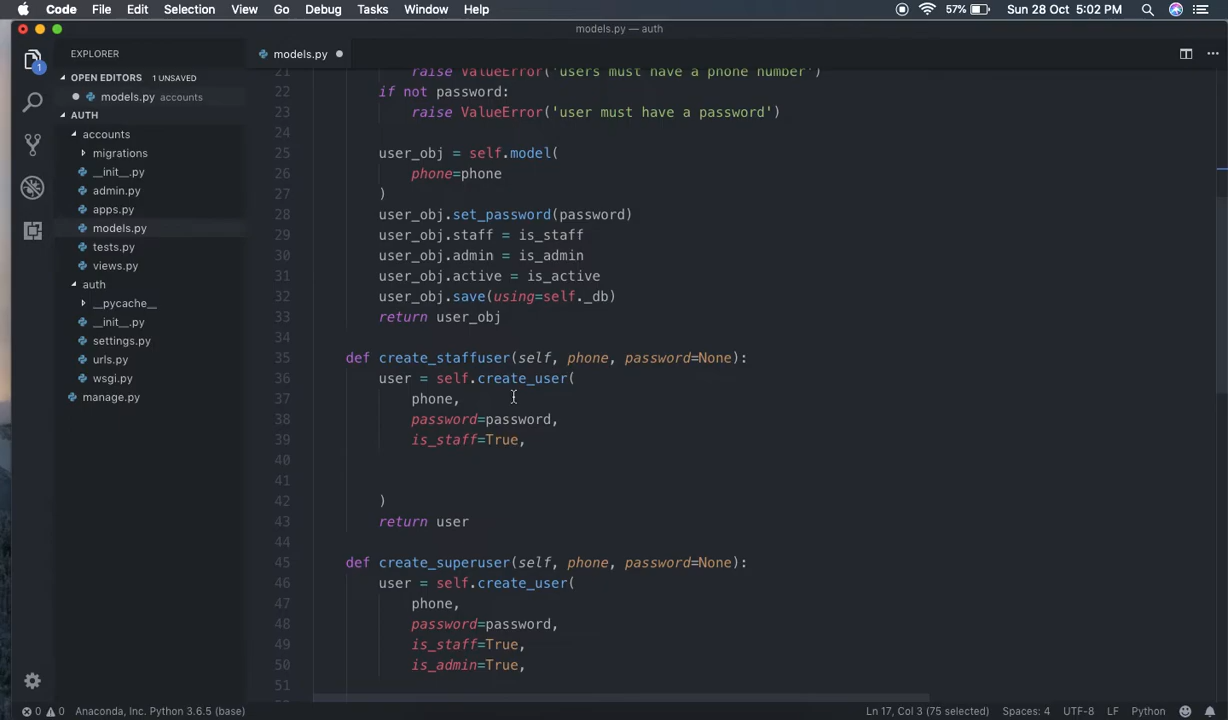 Code File Edit Selection View Go Debug Tasks Window Help 57% Sun 28 Oct 5:02 PM
models.py — auth
EXPLORER
models.py
OPEN EDITORS 1 UNSAVED
models.py accounts
AUTH
accounts
migrations
__init__.py
admin.py
apps.py
models.py
tests.py
views.py
auth
__pycache__
__init__.py
settings.py
urls.py
wsgi.py
manage.py
1
21 raise ValueError('users must have a phone number')
22 if not password:
23 raise ValueError('user must have a password')
24
25 user_obj = self.model(
26 phone=phone
27 )
28 user_obj.set_password(password)
29 user_obj.staff = is_staff
30 user_obj.admin = is_admin
31 user_obj.active = is_active
32 user_obj.save(using=self._db)
33 return user_obj
34
35 def create_staffuser(self, phone, password=None):
36 user = self.create_user(
37 phone,
38 password=password,
39 is_staff=True,
40
41
42 )
43 return user
44
45 def create_superuser(self, phone, password=None):
46 user = self.create_user(
47 phone,
48 password=password,
49 is_staff=True,
50 is_admin=True,
51
0 0 Anaconda, Inc. Python 3.6.5 (base) Ln 17, Col 3 (75 selected) Spaces: 4 UTF-8 LF Python